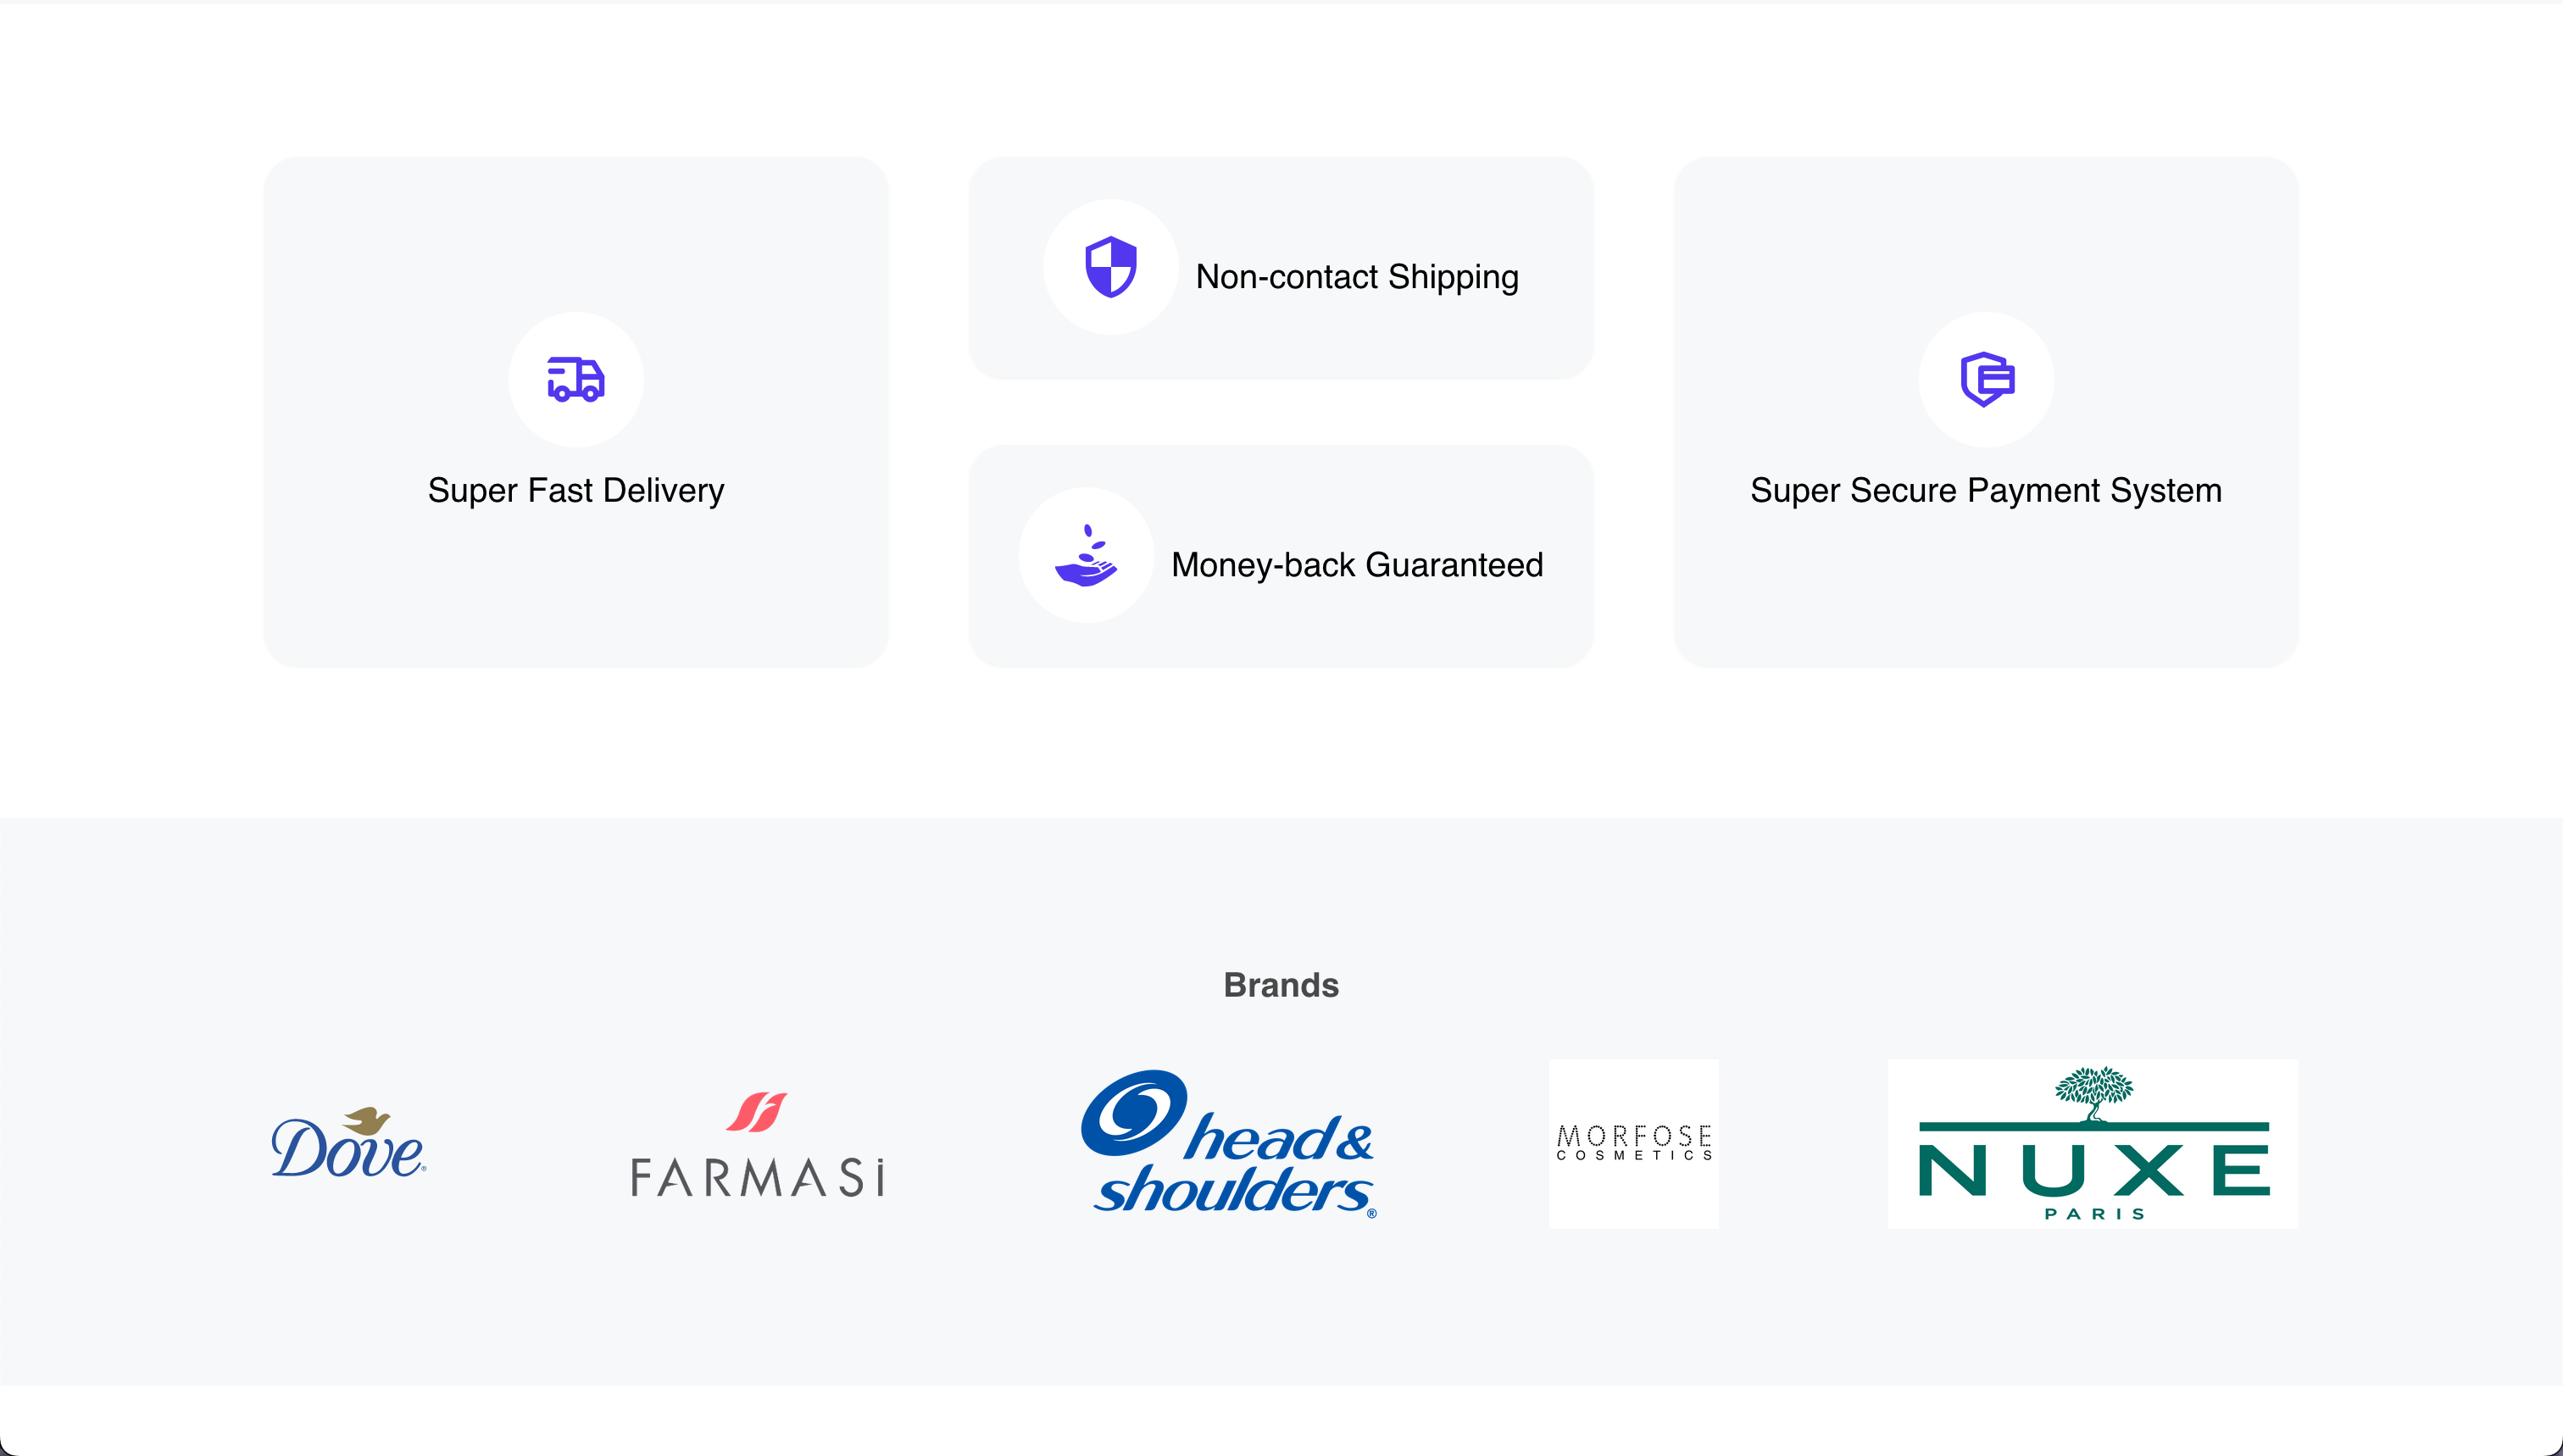 Super Fast Delivery
Non-contact Shipping
Money-back Guaranteed
Super Secure Payment System
Brands
Dove®
FARMASi
head &
shoulders®
MORFOSE
COSMETICS
NUXE
PARIS